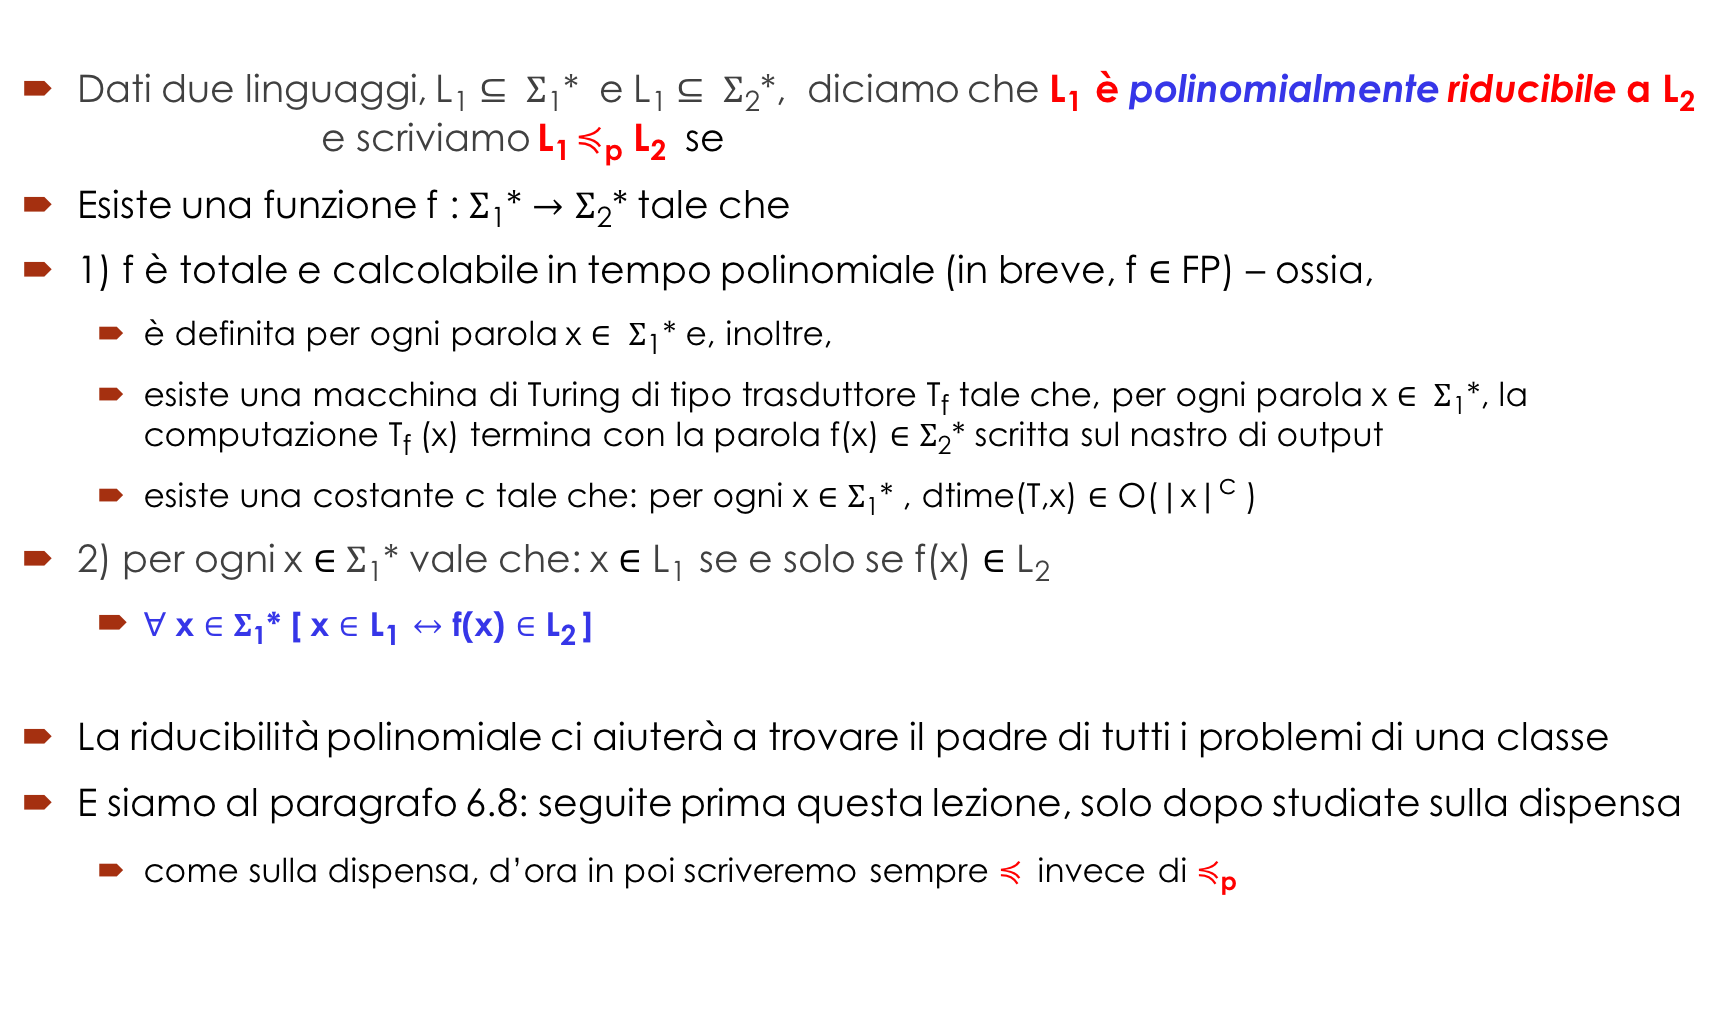 Dati due linguaggi, L₁ ⊆ Σ₁* e L₁ ⊆ Σ₂*, diciamo che L₁ è polinomialmente riducibile a L₂
e scriviamo L₁ ≼ₚ L₂ se
Esiste una funzione f : Σ₁* → Σ₂* tale che
1) f è totale e calcolabile in tempo polinomiale (in breve, f ∈ FP) – ossia,
è definita per ogni parola x ∈ Σ₁* e, inoltre,
esiste una macchina di Turing di tipo trasduttore T_f tale che, per ogni parola x ∈ Σ₁*, la
computazione T_f (x) termina con la parola f(x) ∈ Σ₂* scritta sul nastro di output
esiste una costante c tale che: per ogni x ∈ Σ₁* , dtime(T,x) ∈ O(|x|^c )
2) per ogni x ∈ Σ₁* vale che: x ∈ L₁ se e solo se f(x) ∈ L₂
∀ x ∈ Σ₁* [ x ∈ L₁ ↔ f(x) ∈ L₂ ]
La riducibilità polinomiale ci aiuterà a trovare il padre di tutti i problemi di una classe
E siamo al paragrafo 6.8: seguite prima questa lezione, solo dopo studiate sulla dispensa
come sulla dispensa, d’ora in poi scriveremo sempre ≼ invece di ≼ₚ